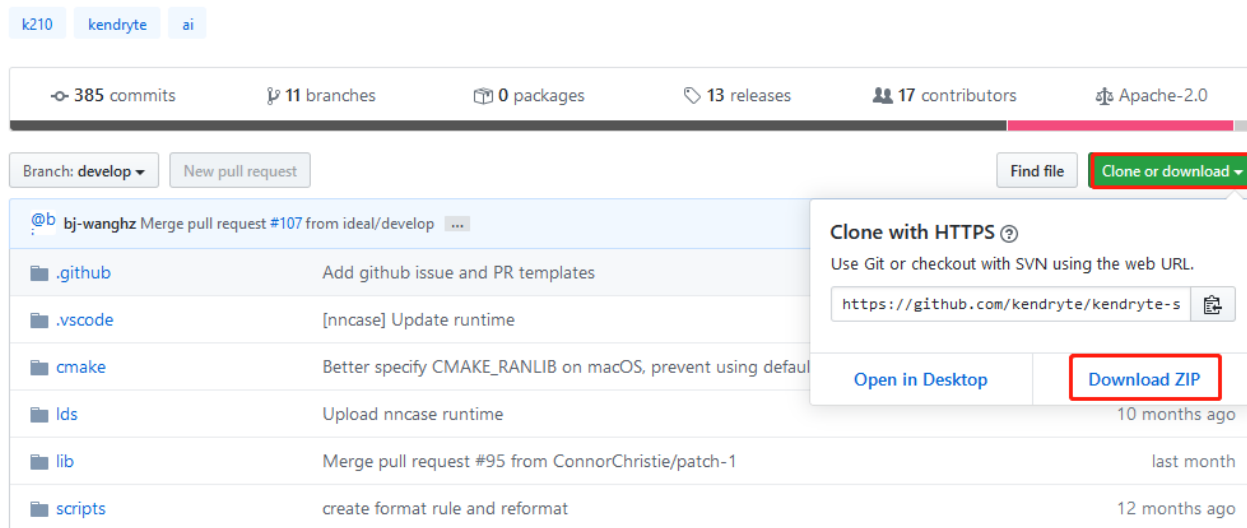 k210 kendryte ai
385 commits 11 branches 0 packages 13 releases 17 contributors Apache-2.0
Branch: develop New pull request Find file Clone or download
@b bj-wanghz Merge pull request #107 from ideal/develop ...
Clone with HTTPS ?
Use Git or checkout with SVN using the web URL.
https://github.com/kendryte/kendryte-s
Open in Desktop Download ZIP
.github Add github issue and PR templates
.vscode [nncase] Update runtime
cmake Better specify CMAKE_RANLIB on macOS, prevent using defaul
lds Upload nncase runtime 10 months ago
lib Merge pull request #95 from ConnorChristie/patch-1 last month
scripts create format rule and reformat 12 months ago